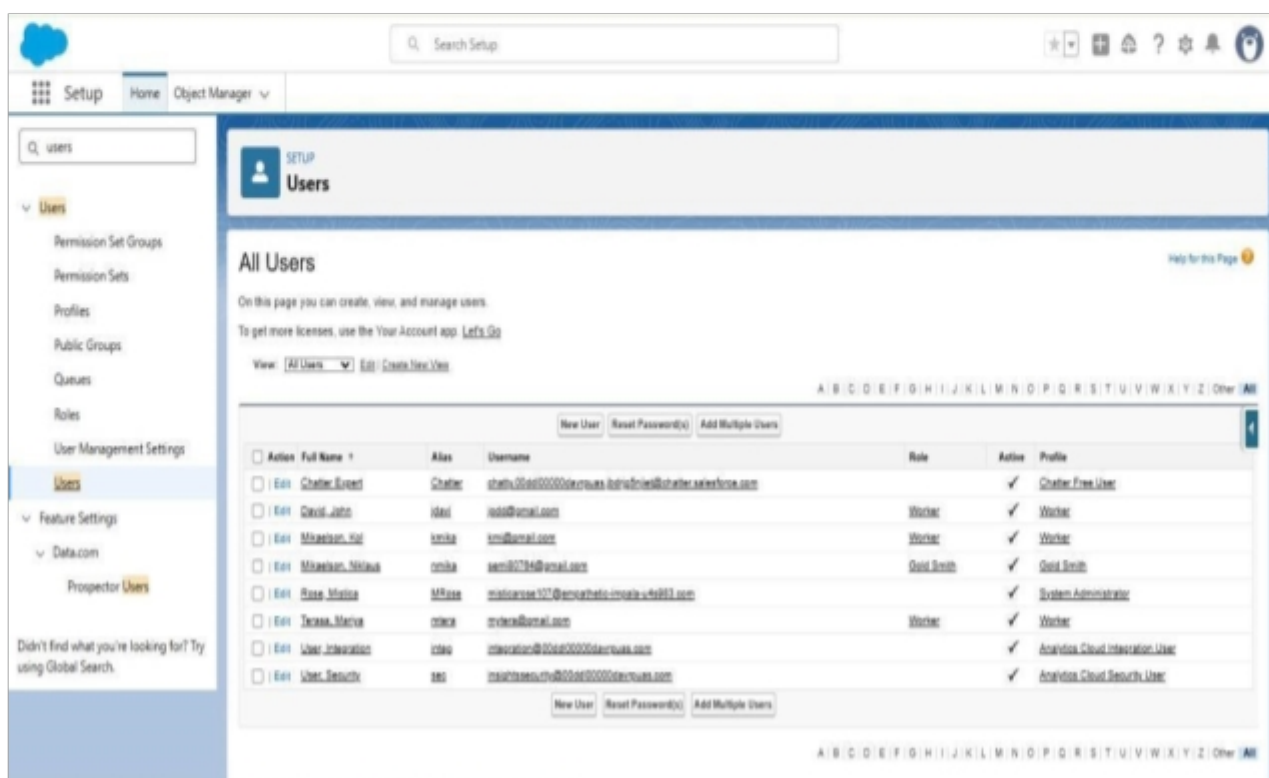 Search Setup
Setup Home Object Manager
users
SETUP
Users
Users
Permission Set Groups
Permission Sets
Profiles
Public Groups
Queues
Roles
User Management Settings
Users
Feature Settings
Data.com
Prospector Users
Didn't find what you're looking for? Try
using Global Search.
All Users
Help for this Page
On this page you can create, view, and manage users.
To get more licenses, use the Your Account app. Let's Go
View: All Users Edit | Create New View
A | B | C | D | E | F | G | H | I | J | K | L | M | N | O | P | Q | R | S | T | U | V | W | X | Y | Z | Other All
New User Reset Password(s) Add Multiple Users
Action Full Name ↑ Alias Username Role Active Profile
Edit Chatter Expert Chatter Chatter Free User
Edit David, John jdavi Worker Worker
Edit Mikaelson, Kol kmika Worker Worker
Edit Mikaelson, Niklaus nmika Gold Smith Gold Smith
Edit Rose, Mistica MRose System Administrator
Edit Terasa, Mariya Worker Worker
Edit User, Integration integ Analytics Cloud Integration User
Edit User, Security sec Analytics Cloud Security User
New User Reset Password(s) Add Multiple Users
A | B | C | D | E | F | G | H | I | J | K | L | M | N | O | P | Q | R | S | T | U | V | W | X | Y | Z | Other All